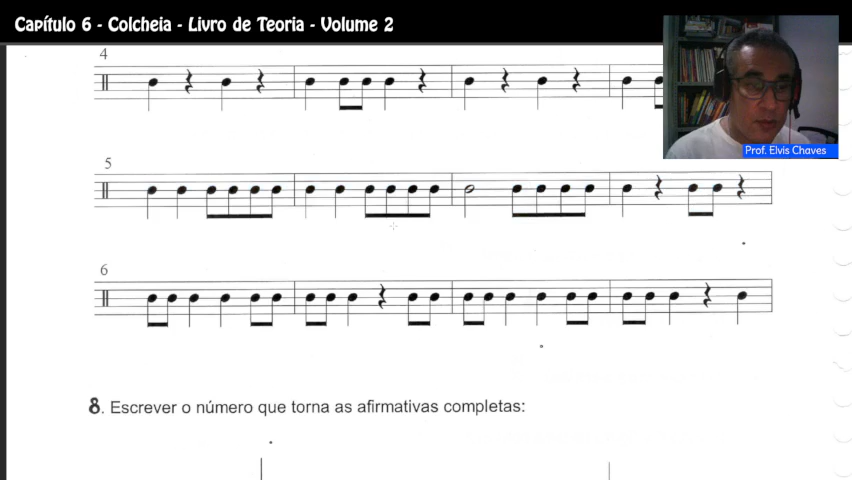 Capítulo 6 - Colcheia - Livro de Teoria - Volume 2
4
Prof. Elvis Chaves
5
6
8. Escrever o número que torna as afirmativas completas: